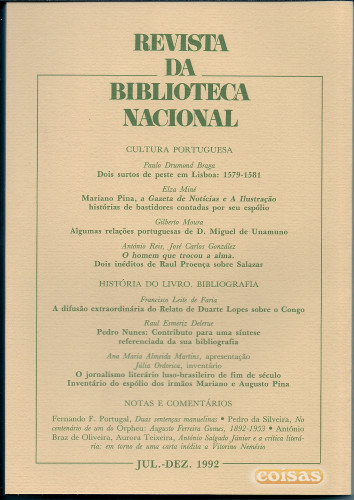 REVISTA
DA
BIBLIOTECA
NACIONAL
CULTURA PORTUGUESA
Paulo Drumond Braga
Dois surtos de peste em Lisboa: 1579-1581
Elza Miné
Mariano Pina, a Gazeta de Notícias e A Ilustração
histórias de bastidores contadas por seu espólio
Gilberto Moura
Algumas relações portuguesas de D. Miguel de Unamuno
António Reis, José Carlos González
O homem que trocou a alma.
Dois inéditos de Raul Proença sobre Salazar
HISTÓRIA DO LIVRO. BIBLIOGRAFIA
Francisco Leite de Faria
A difusão extraordinária do Relato de Duarte Lopes sobre o Congo
Raul Esmeriz Delerue
Pedro Nunes: Contributo para uma síntese
referenciada da sua bibliografia
Ana Maria Almeida Martins, apresentação
Júlia Ordorica, inventário
O jornalismo literário luso-brasileiro de fim de século
Inventário do espólio dos irmãos Mariano e Augusto Pina
NOTAS E COMENTÁRIOS
Fernando F. Portugal, Duas sentenças manuelinas • Pedro da Silveira, No
centenário de um do Orpheu: Augusto Ferreira Gomes, 1892-1953 • António
Braz de Oliveira, Aurora Teixeira, António Salgado Júnior e a crítica literá-
ria: em torno de uma carta inédita a Vitorino Nemésio
JUL.-DEZ. 1992
coisas